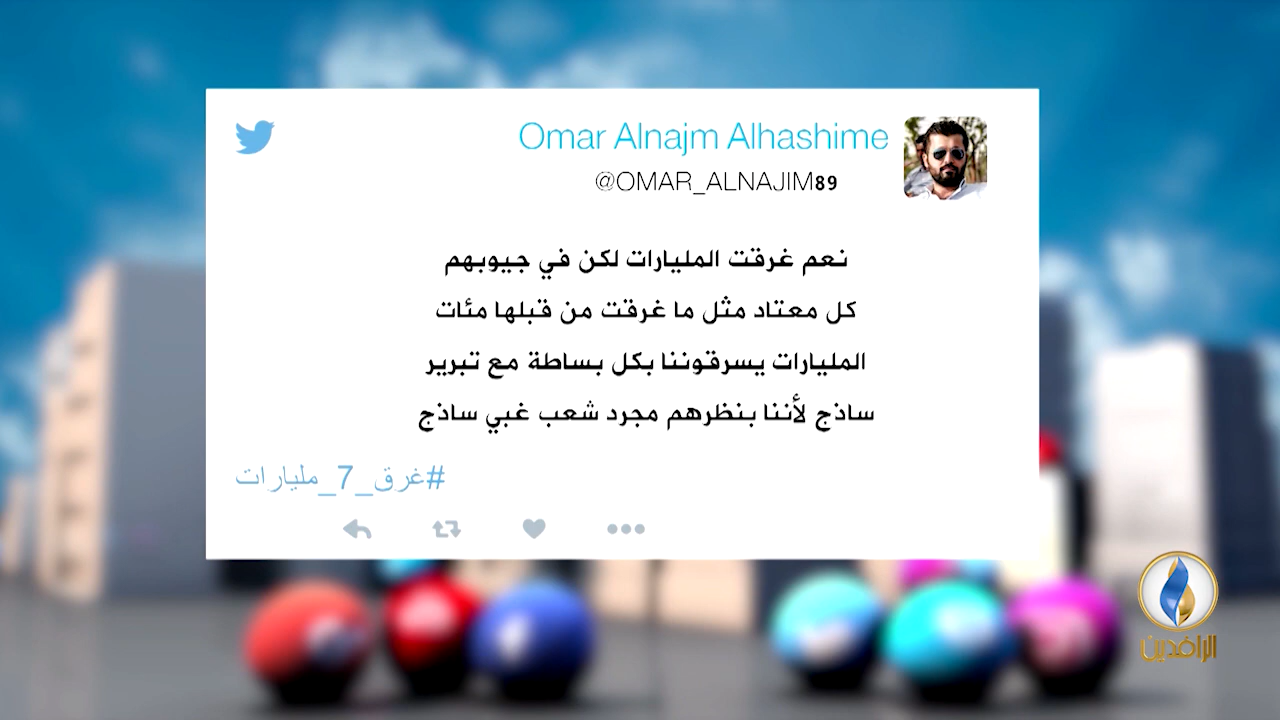 Omar Alnajm Alhashime
@OMAR_ALNAJIM89
نعم غرقت المليارات لكن في جيوبهم
كل معتاد مثل ما غرقت من قبلها مئات
المليارات يسرقوننا بكل بساطة مع تبرير
ساذج لأننا بنظرهم مجرد شعب غبي ساذج
#غرق_7_مليارات
الرافدين